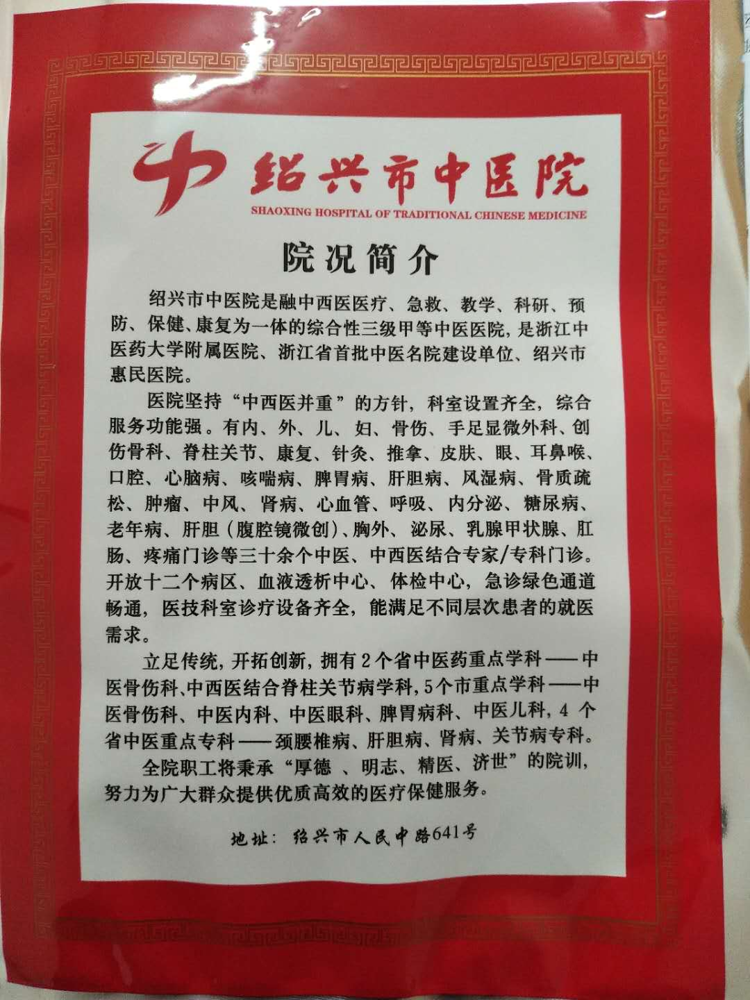 绍兴市中医院
SHAOXING HOSPITAL OF TRADITIONAL CHINESE MEDICINE
院况简介
绍兴市中医院是融中西医医疗、急救、教学、科研、预
防、保健、康复为一体的综合性三级甲等中医医院,是浙江中
医药大学附属医院、浙江省首批中医名院建设单位、绍兴市
惠民医院。
医院坚持“中西医并重”的方针,科室设置齐全,综合
服务功能强。有内、外、儿、妇、骨伤、手足显微外科、创
伤骨科、脊柱关节、康复、针灸、推拿、皮肤、眼、耳鼻喉、
口腔、心脑病、咳喘病、脾胃病、肝胆病、风湿病、骨质疏
松、肿瘤、中风、肾病、心血管、呼吸、内分泌、糖尿病、
老年病、肝胆(腹腔镜微创)、胸外、泌尿、乳腺甲状腺、肛
肠、疼痛门诊等三十余个中医、中西医结合专家/专科门诊。
开放十二个病区、血液透析中心、体检中心,急诊绿色通道
畅通,医技科室诊疗设备齐全,能满足不同层次患者的就医
需求。
立足传统,开拓创新,拥有2个省中医药重点学科——中
医骨伤科、中西医结合脊柱关节病学科,5个市重点学科——中
医骨伤科、中医内科、中医眼科、脾胃病科、中医儿科,4 个
省中医重点专科——颈腰椎病、肝胆病、肾病、关节病专科。
全院职工将秉承“厚德 、明志、精医、济世”的院训,
努力为广大群众提供优质高效的医疗保健服务。
地址:绍兴市人民中路641号